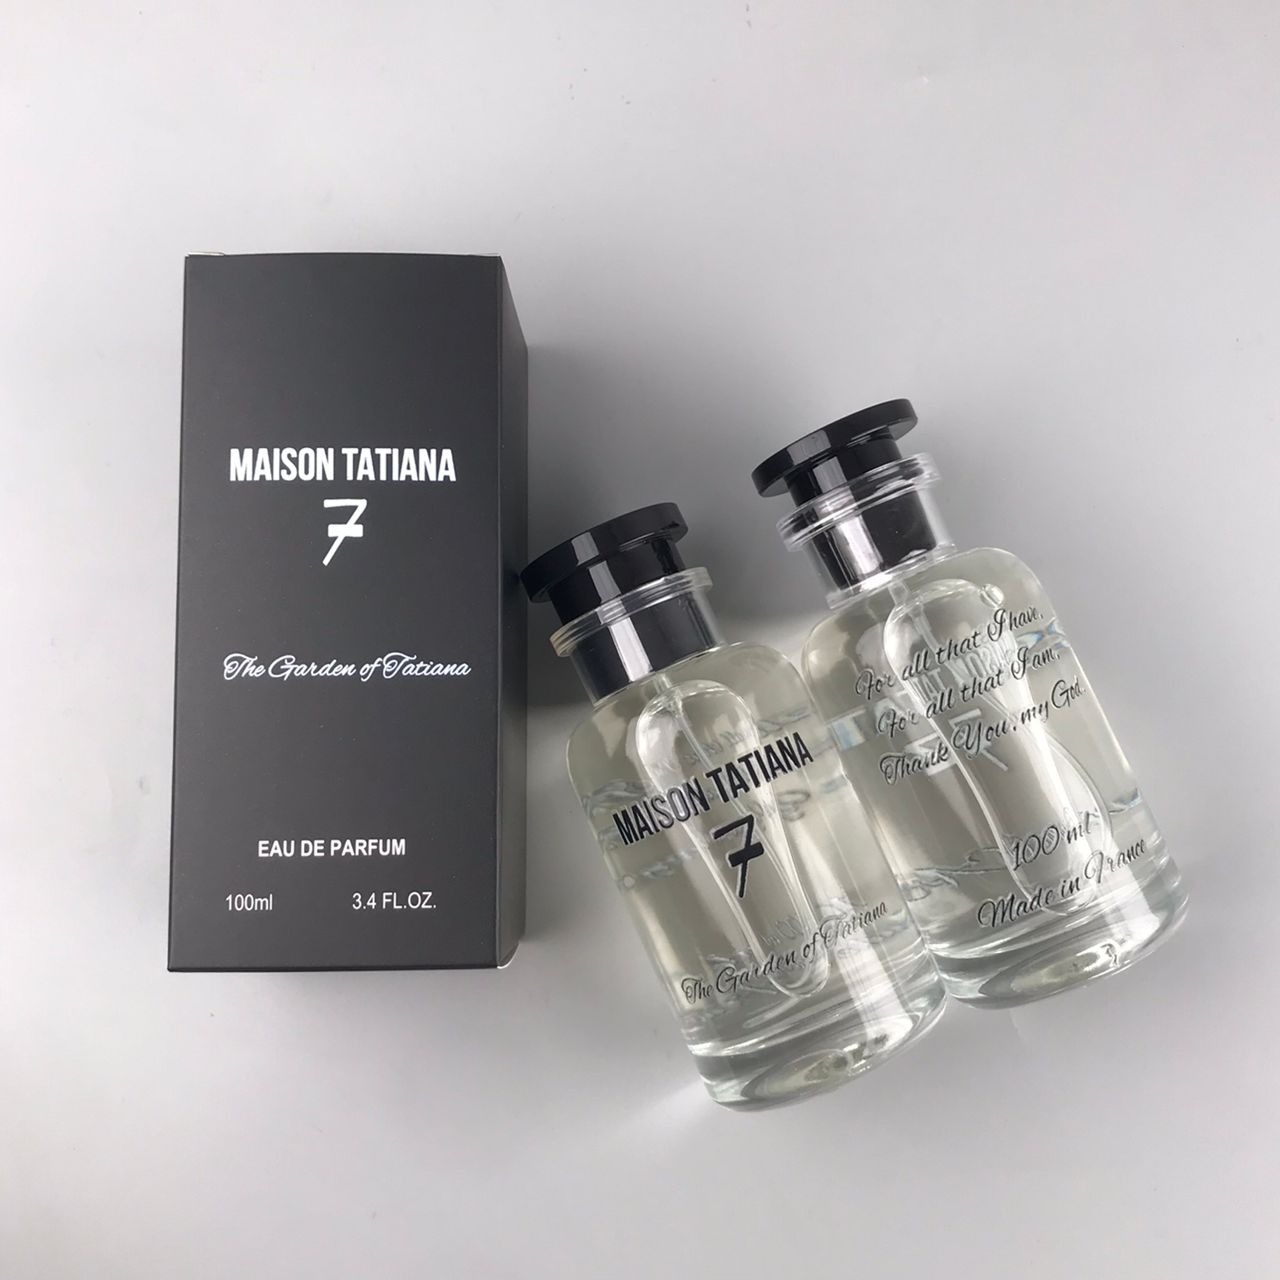 MAISON TATIANA
7
The Garden of Tatiana
EAU DE PARFUM
100ml 3.4 FL.OZ.
MAISON TATIANA
7
The Garden of Tatiana
For all that I have,
For all that I am,
Thank You, my God.
100 ml
Made in France